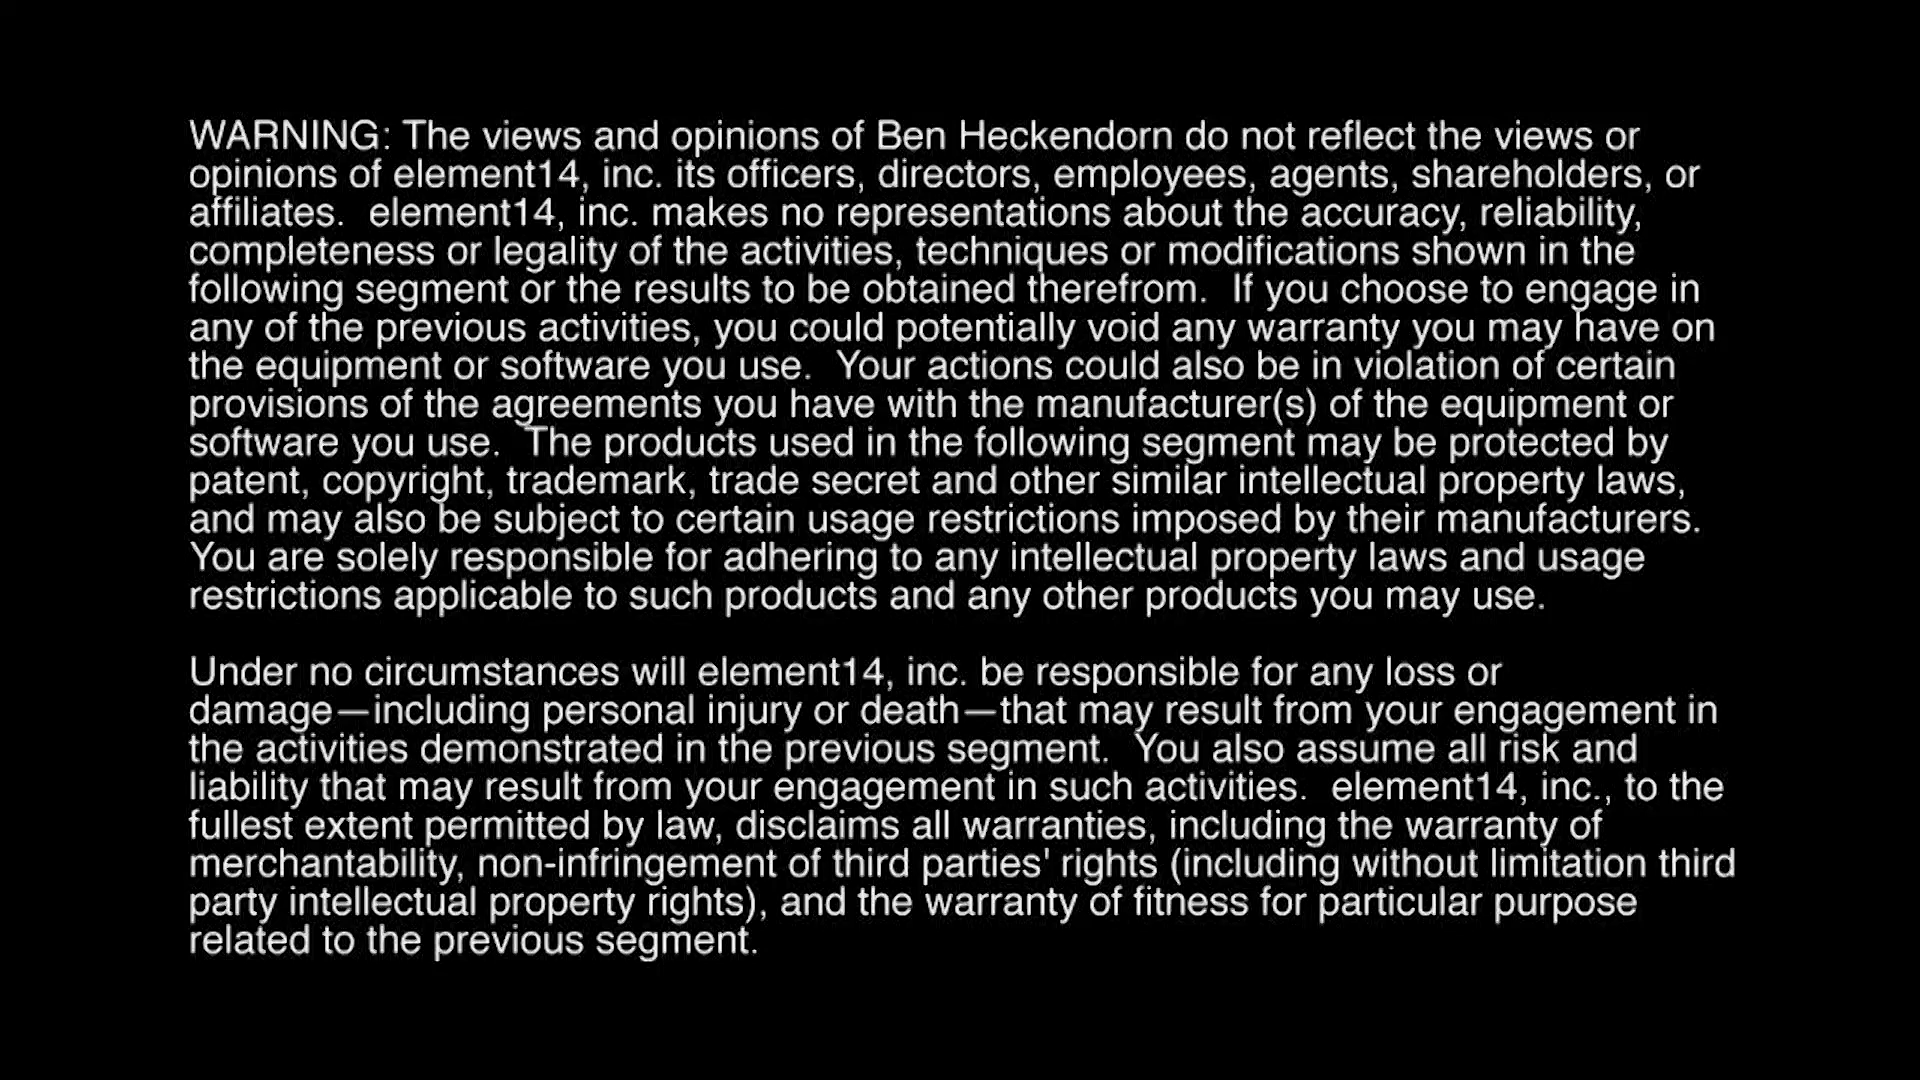 WARNING: The views and opinions of Ben Heckendorn do not reflect the views or
opinions of element14, inc. its officers, directors, employees, agents, shareholders, or
affiliates.  element14, inc. makes no representations about the accuracy, reliability,
completeness or legality of the activities, techniques or modifications shown in the
following segment or the results to be obtained therefrom.  If you choose to engage in
any of the previous activities, you could potentially void any warranty you may have on
the equipment or software you use.  Your actions could also be in violation of certain
provisions of the agreements you have with the manufacturer(s) of the equipment or
software you use.  The products used in the following segment may be protected by
patent, copyright, trademark, trade secret and other similar intellectual property laws,
and may also be subject to certain usage restrictions imposed by their manufacturers.
You are solely responsible for adhering to any intellectual property laws and usage
restrictions applicable to such products and any other products you may use.

Under no circumstances will element14, inc. be responsible for any loss or
damage—including personal injury or death—that may result from your engagement in
the activities demonstrated in the previous segment.  You also assume all risk and
liability that may result from your engagement in such activities.  element14, inc., to the
fullest extent permitted by law, disclaims all warranties, including the warranty of
merchantability, non-infringement of third parties' rights (including without limitation third
party intellectual property rights), and the warranty of fitness for particular purpose
related to the previous segment.